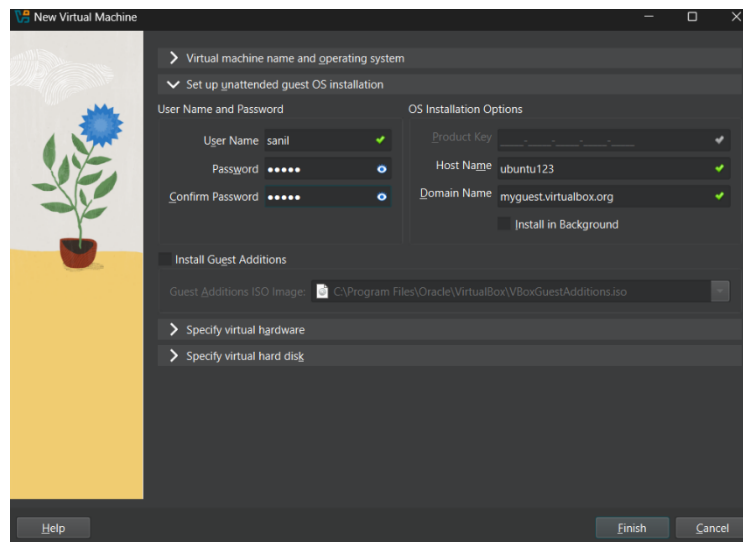 New Virtual Machine
Virtual machine name and operating system
Set up unattended guest OS installation
User Name and Password
OS Installation Options
User Name sanil
Product Key
Password •••••
Host Name ubuntu123
Confirm Password •••••
Domain Name myguest.virtualbox.org
Install in Background
Install Guest Additions
Guest Additions ISO Image: C:\Program Files\Oracle\VirtualBox\VBoxGuestAdditions.iso
Specify virtual hardware
Specify virtual hard disk
Help Finish Cancel